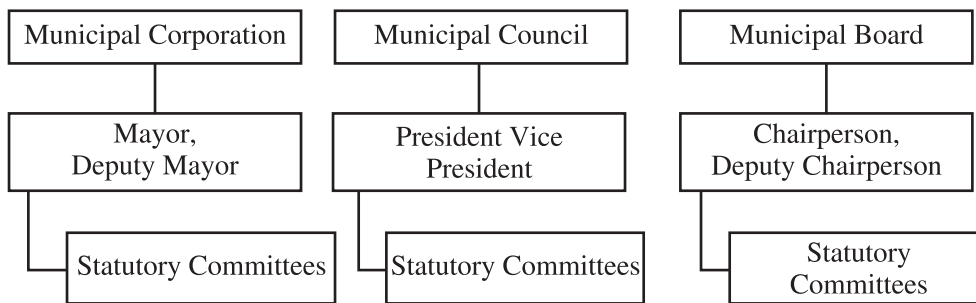 Municipal Corporation
Mayor,
Deputy Mayor
Statutory Committees
Municipal Council
President Vice
President
Statutory Committees
Municipal Board
Chairperson,
Deputy Chairperson
Statutory
Committees